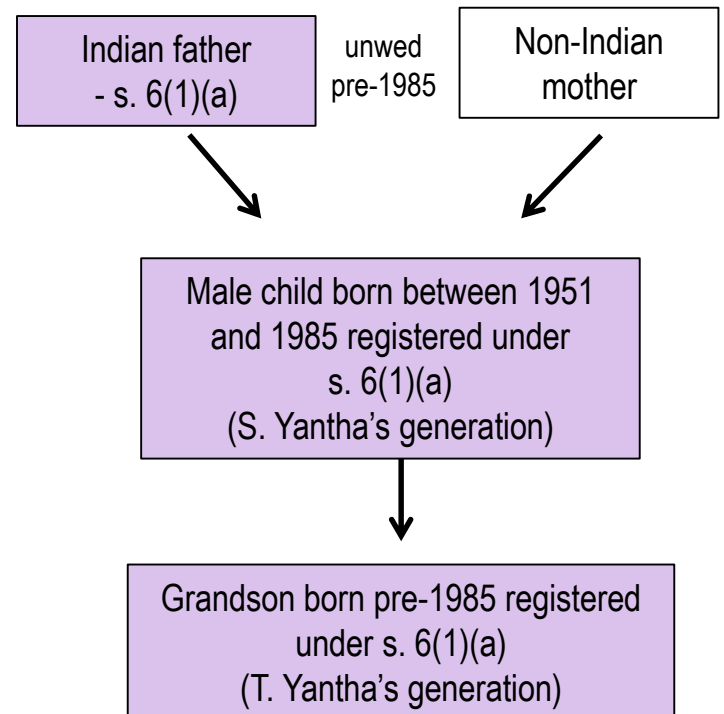 Indian father
- s. 6(1)(a)
unwed
pre-1985
Non-Indian
mother
Male child born between 1951
and 1985 registered under
s. 6(1)(a)
(S. Yantha's generation)
Grandson born pre-1985 registered
under s. 6(1)(a)
(T. Yantha's generation)